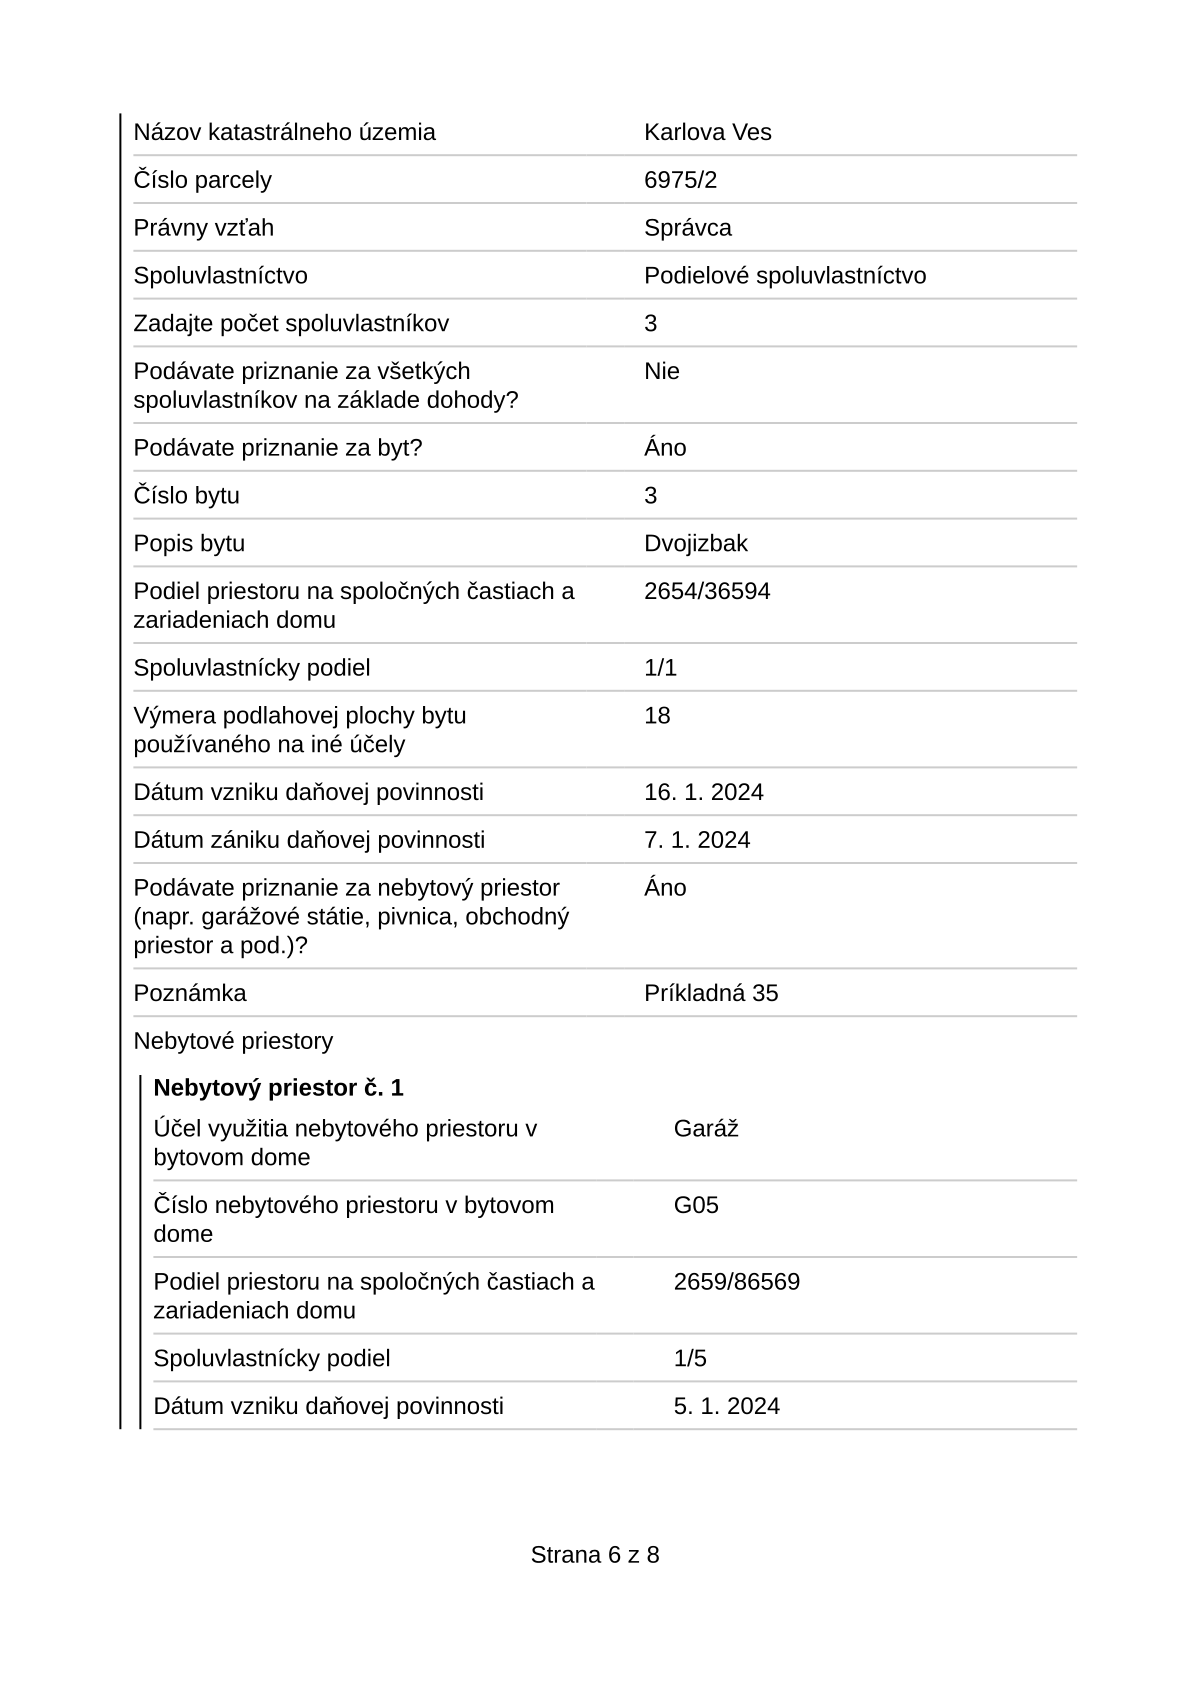 Názov katastrálneho územia Karlova Ves
Číslo parcely 6975/2
Právny vzťah Správca
Spoluvlastníctvo Podielové spoluvlastníctvo
Zadajte počet spoluvlastníkov 3
Podávate priznanie za všetkých Nie
spoluvlastníkov na základe dohody?
Podávate priznanie za byt? Áno
Číslo bytu 3
Popis bytu Dvojizbak
Podiel priestoru na spoločných častiach a 2654/36594
zariadeniach domu
Spoluvlastnícky podiel 1/1
Výmera podlahovej plochy bytu 18
používaného na iné účely
Dátum vzniku daňovej povinnosti 16. 1. 2024
Dátum zániku daňovej povinnosti 7. 1. 2024
Podávate priznanie za nebytový priestor Áno
(napr. garážové státie, pivnica, obchodný
priestor a pod.)?
Poznámka Príkladná 35
Nebytové priestory
Nebytový priestor č. 1
Účel využitia nebytového priestoru v Garáž
bytovom dome
Číslo nebytového priestoru v bytovom G05
dome
Podiel priestoru na spoločných častiach a 2659/86569
zariadeniach domu
Spoluvlastnícky podiel 1/5
Dátum vzniku daňovej povinnosti 5. 1. 2024
Strana 6 z 8